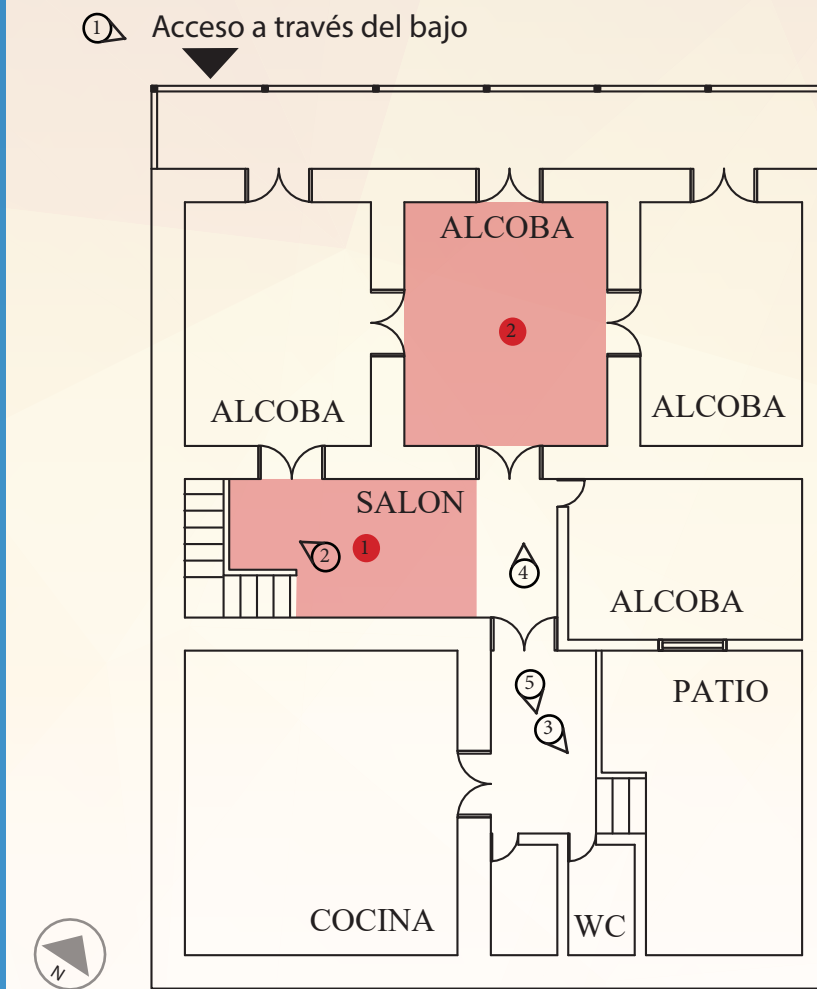 1 Acceso a través del bajo
ALCOBA
2
ALCOBA
ALCOBA
SALON
2
1
4
ALCOBA
5
PATIO
3
COCINA
WC
N